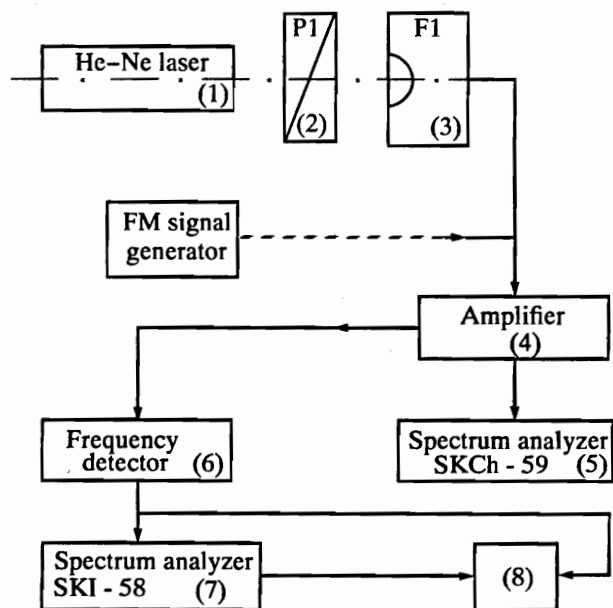 He–Ne laser
(1)
P1
(2)
F1
(3)
FM signal
generator
Amplifier
(4)
Frequency
detector (6)
Spectrum analyzer
SKCh - 59 (5)
Spectrum analyzer
SKI - 58 (7)
(8)